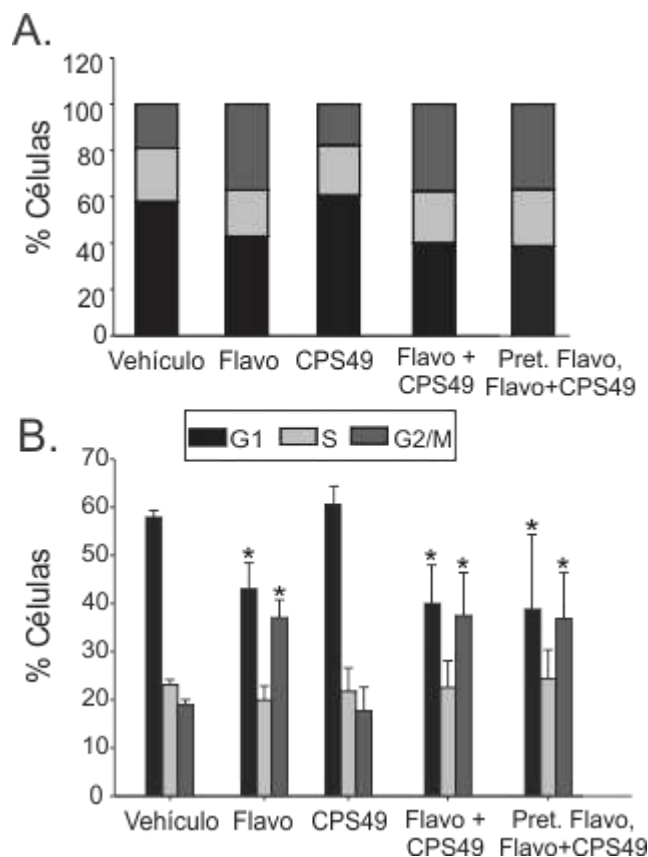 A.
% Células
120
100
80
60
40
20
0
Vehículo
Flavo
CPS49
Flavo +
CPS49
Pret. Flavo,
Flavo+CPS49
B.
G1
S
G2/M
% Células
70
60
50
40
30
20
10
0
*
*
*
*
*
*
Vehículo
Flavo
CPS49
Flavo +
CPS49
Pret. Flavo,
Flavo+CPS49